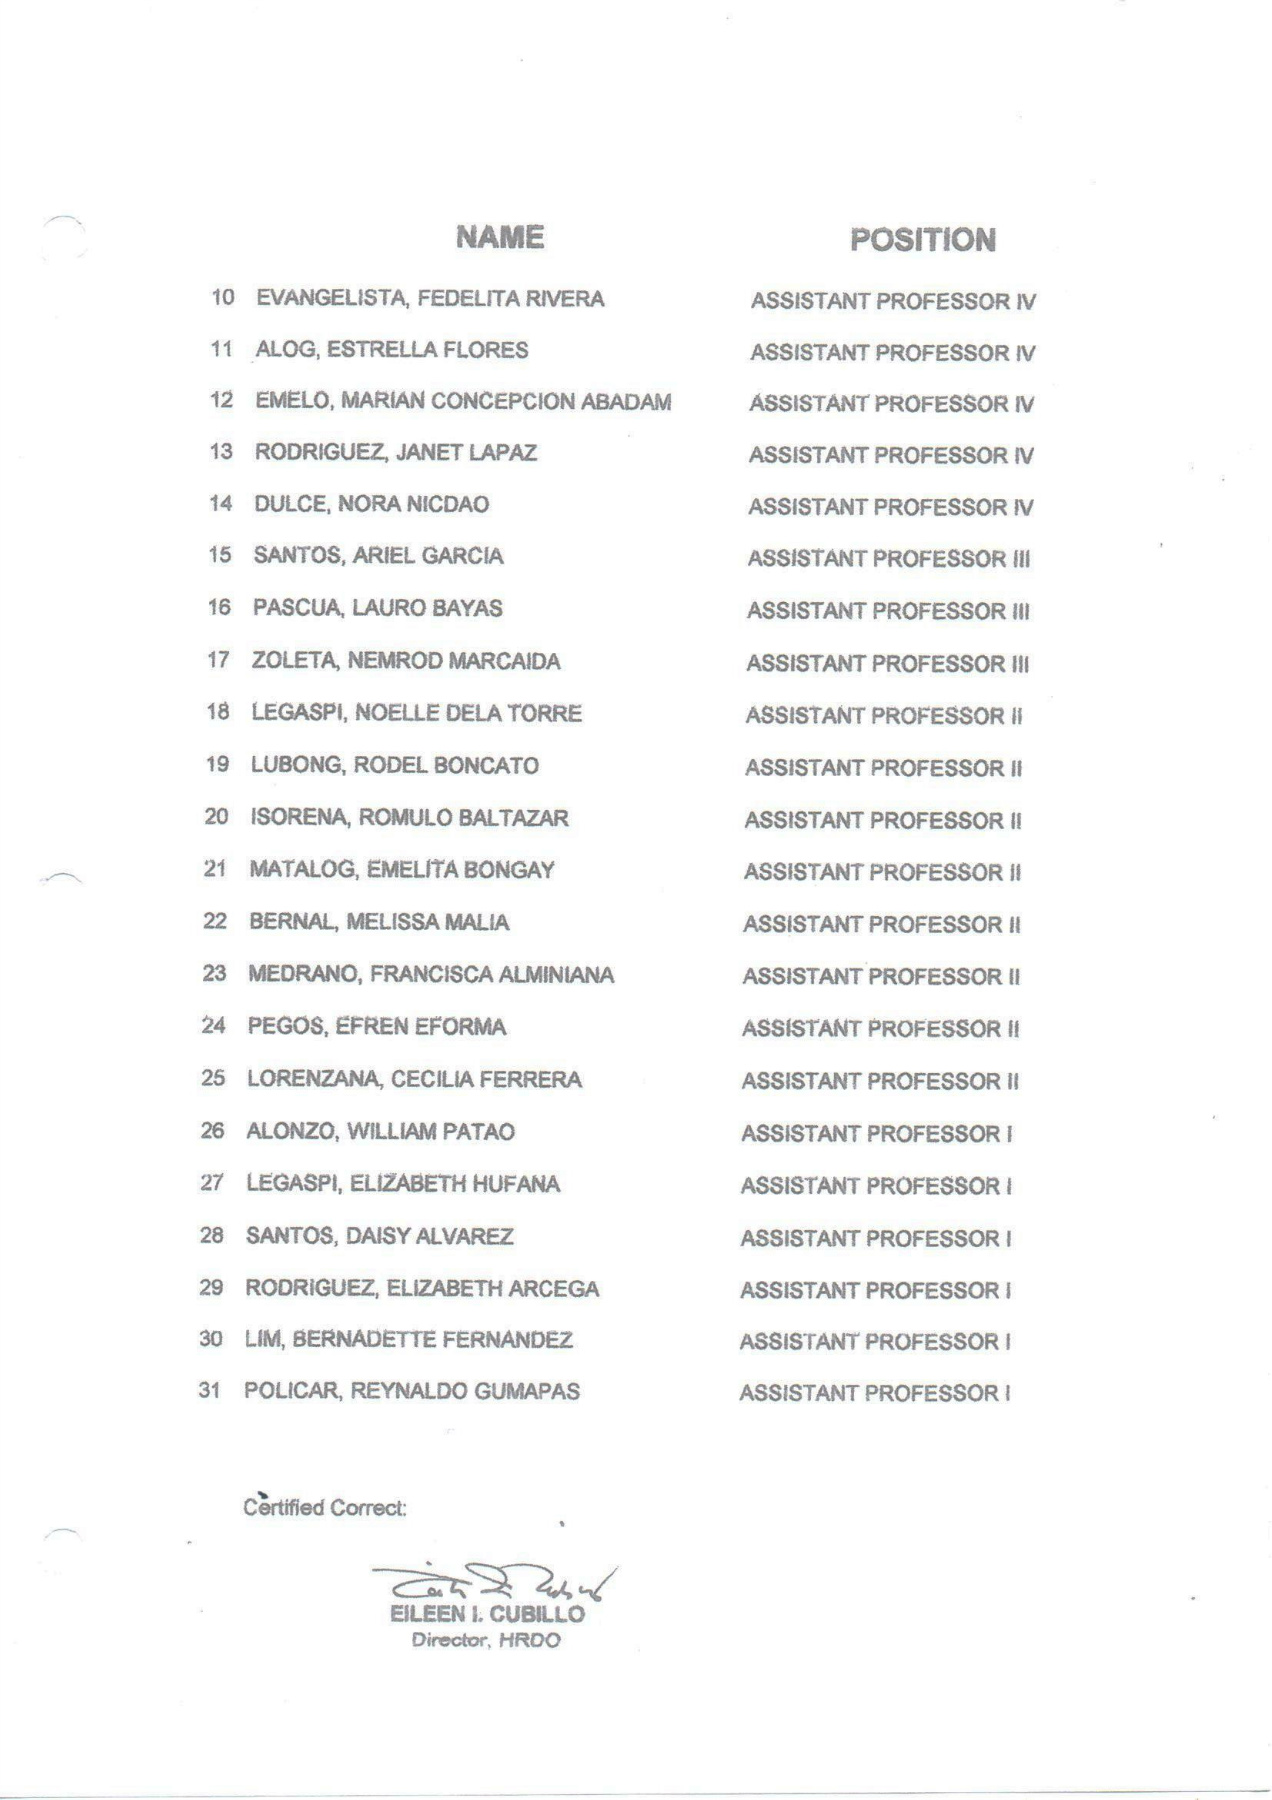 NAME POSITION
10 EVANGELISTA, FEDELITA RIVERA ASSISTANT PROFESSOR IV
11 ALOG, ESTRELLA FLORES ASSISTANT PROFESSOR IV
12 EMELO, MARIAN CONCEPCION ABADAM ASSISTANT PROFESSOR IV
13 RODRIGUEZ, JANET LAPAZ ASSISTANT PROFESSOR IV
14 DULCE, NORA NICDAO ASSISTANT PROFESSOR IV
15 SANTOS, ARIEL GARCIA ASSISTANT PROFESSOR III
16 PASCUA, LAURO BAYAS ASSISTANT PROFESSOR III
17 ZOLETA, NEMROD MARCAIDA ASSISTANT PROFESSOR III
18 LEGASPI, NOELLE DELA TORRE ASSISTANT PROFESSOR II
19 LUBONG, RODEL BONCATO ASSISTANT PROFESSOR II
20 ISORENA, ROMULO BALTAZAR ASSISTANT PROFESSOR II
21 MATALOG, EMELITA BONGAY ASSISTANT PROFESSOR II
22 BERNAL, MELISSA MALIA ASSISTANT PROFESSOR II
23 MEDRANO, FRANCISCA ALMINIANA ASSISTANT PROFESSOR II
24 PEGOS, EFREN EFORMA ASSISTANT PROFESSOR II
25 LORENZANA, CECILIA FERRERA ASSISTANT PROFESSOR II
26 ALONZO, WILLIAM PATAO ASSISTANT PROFESSOR I
27 LEGASPI, ELIZABETH HUFANA ASSISTANT PROFESSOR I
28 SANTOS, DAISY ALVAREZ ASSISTANT PROFESSOR I
29 RODRIGUEZ, ELIZABETH ARCEGA ASSISTANT PROFESSOR I
30 LIM, BERNADETTE FERNANDEZ ASSISTANT PROFESSOR I
31 POLICAR, REYNALDO GUMAPAS ASSISTANT PROFESSOR I
Certified Correct:
EILEEN I. CUBILLO
Director, HRDO